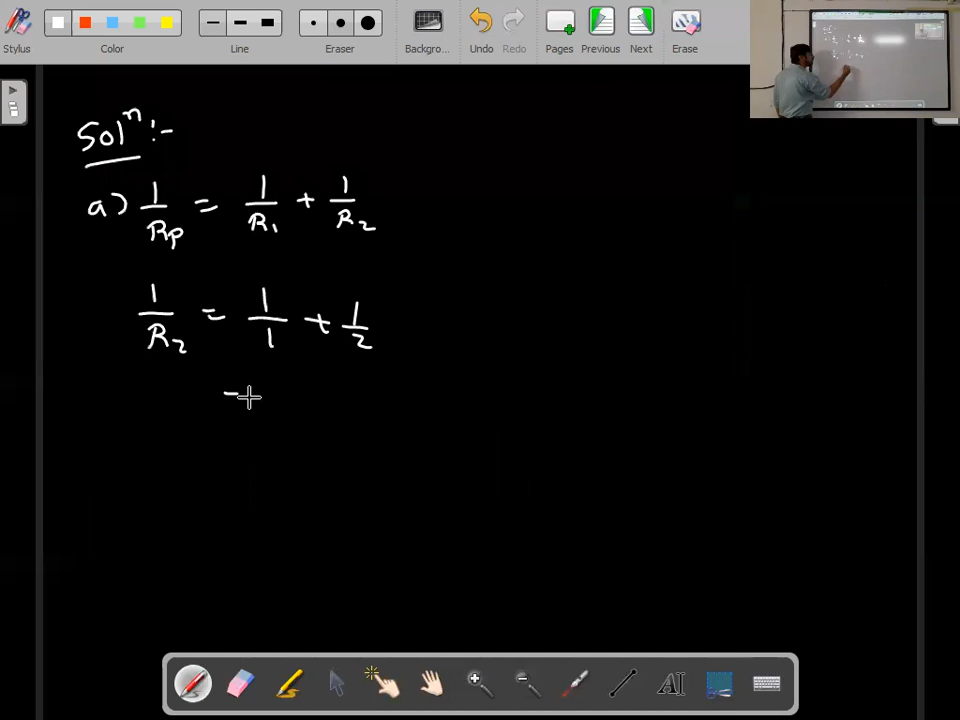 Stylus Color Line Eraser Backgro... Undo Redo Pages Previous Next Erase
Solⁿ :-
a) 1/Rp = 1/R₁ + 1/R₂
1/R₂ = 1/1 + 1/2
=
AI